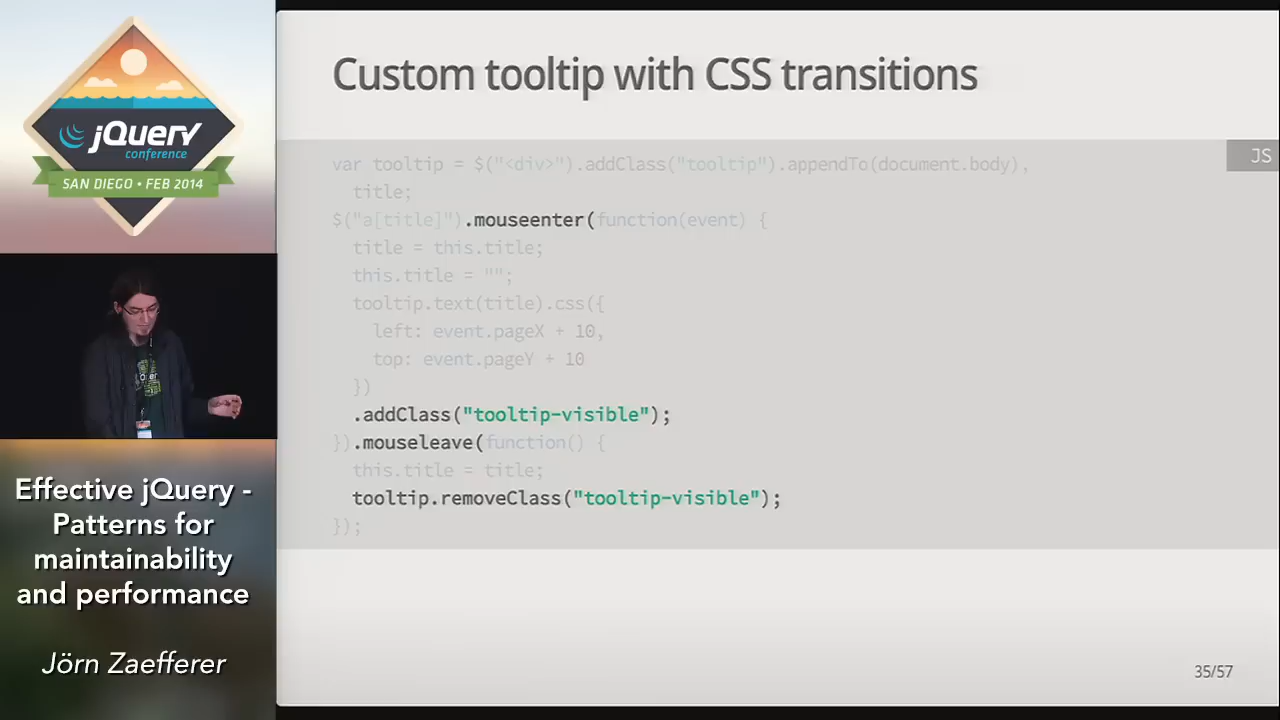 jQuery
conference
SAN DIEGO • FEB 2014
Effective jQuery -
Patterns for
maintainability
and performance
Jörn Zaefferer
Custom tooltip with CSS transitions
JS
var tooltip = $("<div>").addClass("tooltip").appendTo(document.body),
  title;
$("a[title]").mouseenter(function(event) {
  title = this.title;
  this.title = "";
  tooltip.text(title).css({
    left: event.pageX + 10,
    top: event.pageY + 10
  })
  .addClass("tooltip-visible");
}).mouseleave(function() {
  this.title = title;
  tooltip.removeClass("tooltip-visible");
});
35/57